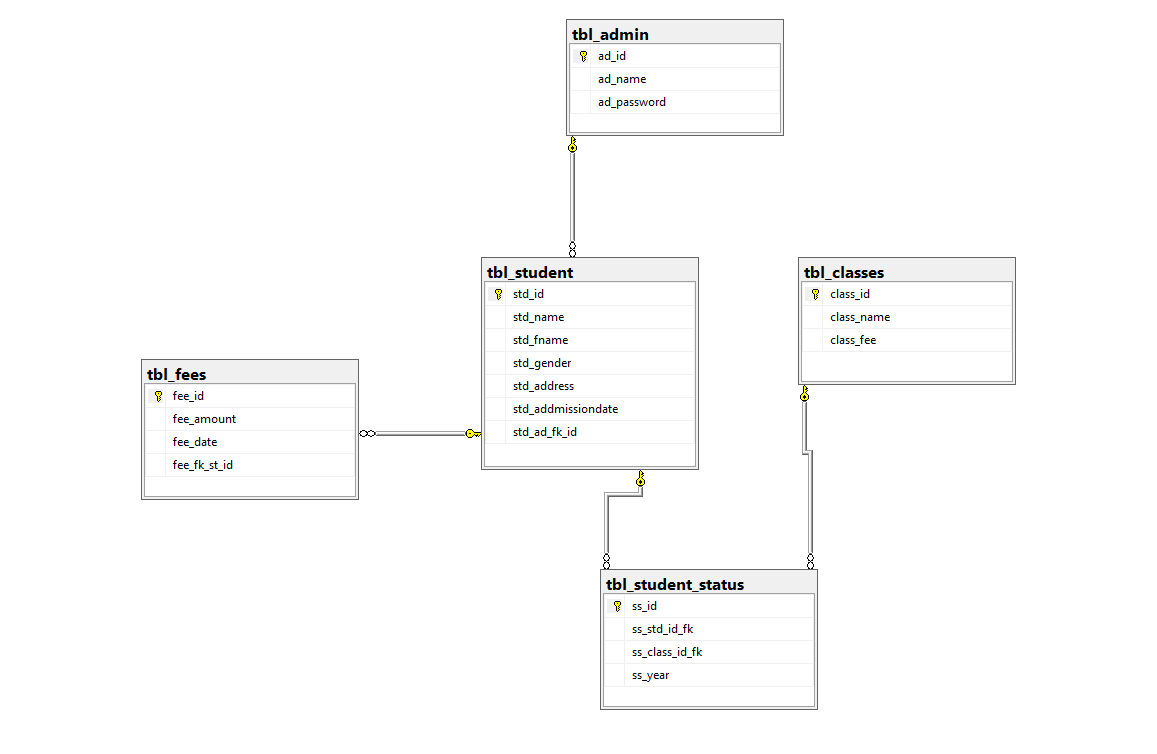 tbl_admin
ad_id
ad_name
ad_password
tbl_student
std_id
std_name
std_fname
std_gender
std_address
std_addmissiondate
std_ad_fk_id
tbl_classes
class_id
class_name
class_fee
tbl_fees
fee_id
fee_amount
fee_date
fee_fk_st_id
tbl_student_status
ss_id
ss_std_id_fk
ss_class_id_fk
ss_year